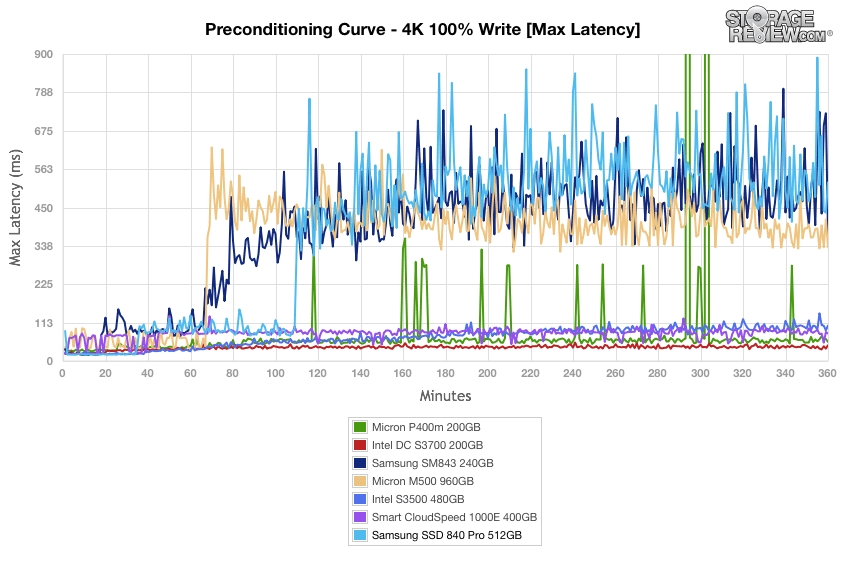 Preconditioning Curve - 4K 100% Write [Max Latency]
STORAGE
REVIEW.COM®
Max Latency (ms)
900
788
675
563
450
338
225
113
0
0 20 40 60 80 100 120 140 160 180 200 220 240 260 280 300 320 340 360
Minutes
Micron P400m 200GB
Intel DC S3700 200GB
Samsung SM843 240GB
Micron M500 960GB
Intel S3500 480GB
Smart CloudSpeed 1000E 400GB
Samsung SSD 840 Pro 512GB